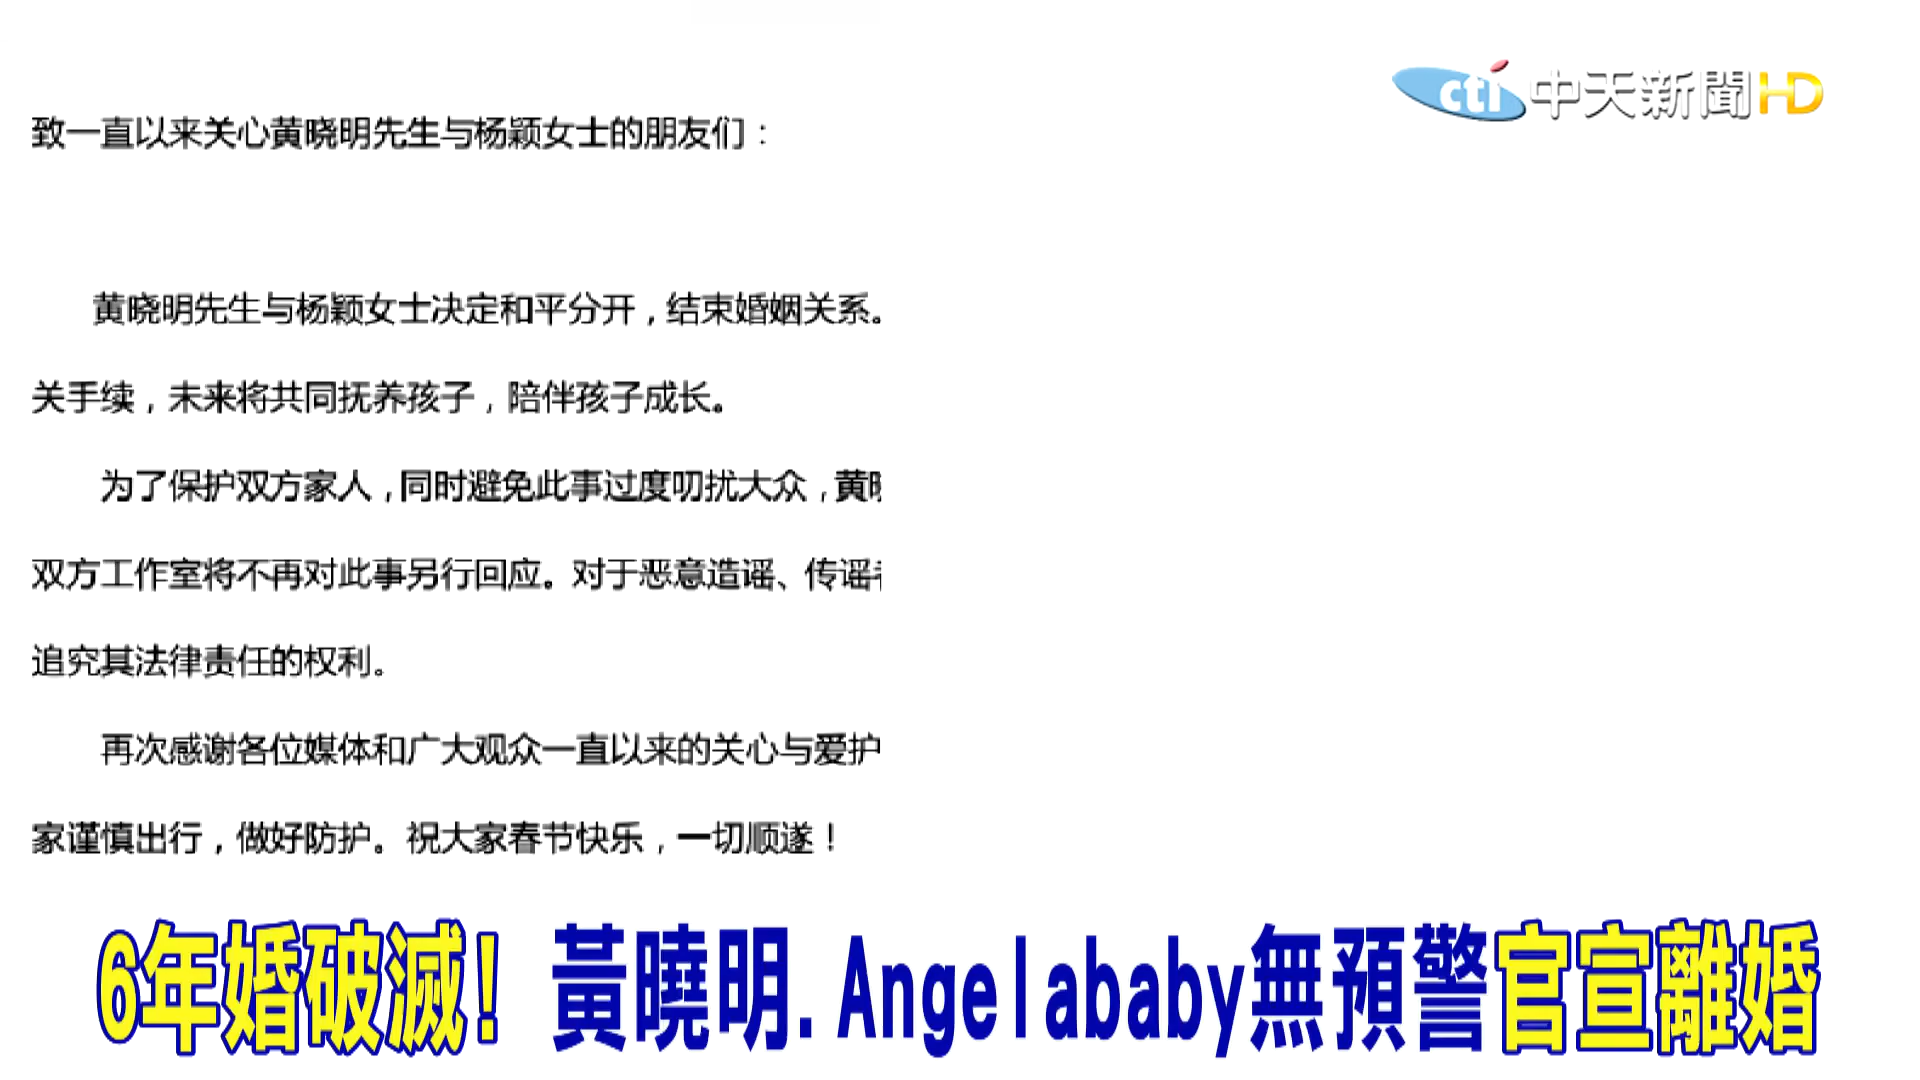 cti中天新聞HD
致一直以来关心黄晓明先生与杨颖女士的朋友们：
黄晓明先生与杨颖女士决定和平分开，结束婚姻关系。
关手续，未来将共同抚养孩子，陪伴孩子成长。
为了保护双方家人，同时避免此事过度叨扰大众，黄
双方工作室将不再对此事另行回应。对于恶意造谣、传谣
追究其法律责任的权利。
再次感谢各位媒体和广大观众一直以来的关心与爱护
家谨慎出行，做好防护。祝大家春节快乐，一切顺遂！
6年婚破滅！ 黃曉明.Angelababy無預警官宣離婚